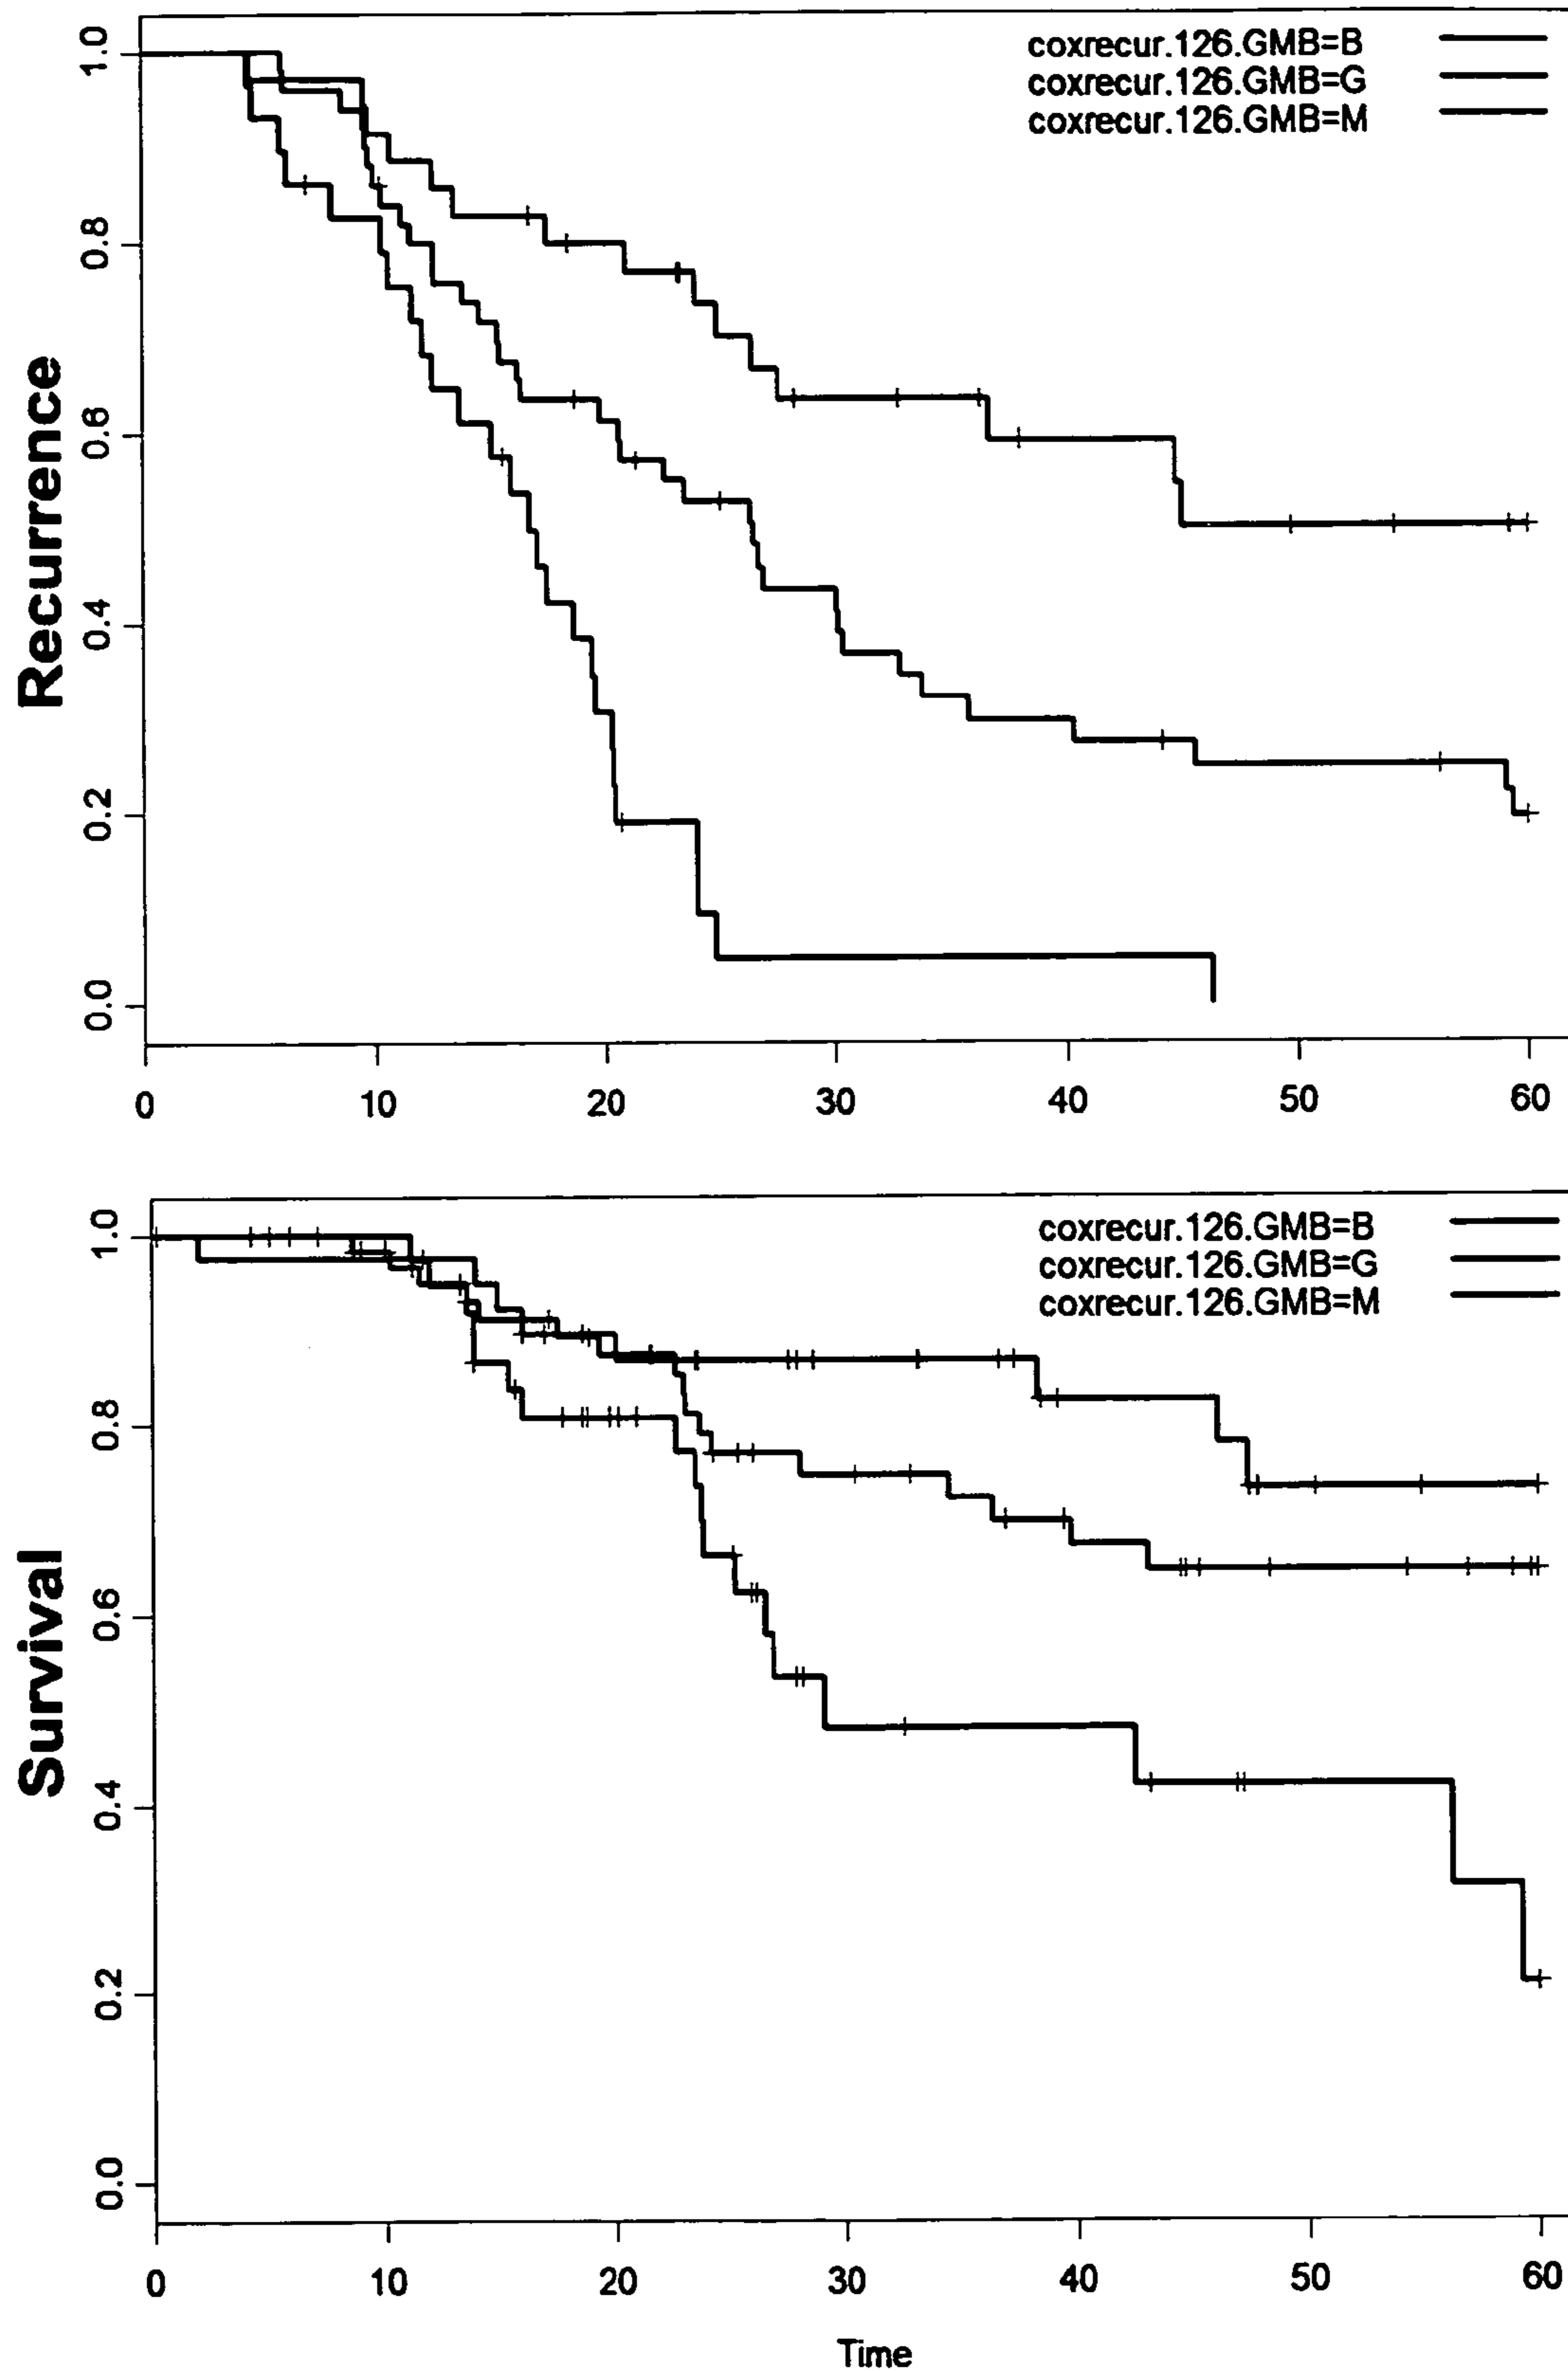 coxrecur.126.GMB=B
coxrecur.126.GMB=G
coxrecur.126.GMB=M
Recurrence
1.0
0.8
0.6
0.4
0.2
0.0
0 10 20 30 40 50 60
coxrecur.126.GMB=B
coxrecur.126.GMB=G
coxrecur.126.GMB=M
Survival
1.0
0.8
0.6
0.4
0.2
0.0
0 10 20 30 40 50 60
Time